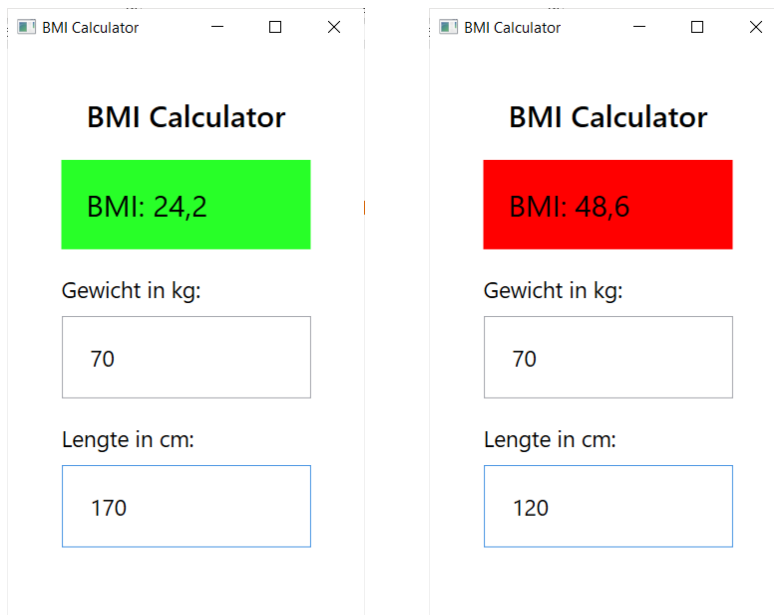 BMI Calculator
BMI Calculator
BMI: 24,2
Gewicht in kg:
70
Lengte in cm:
170
BMI Calculator
BMI Calculator
BMI: 48,6
Gewicht in kg:
70
Lengte in cm:
120